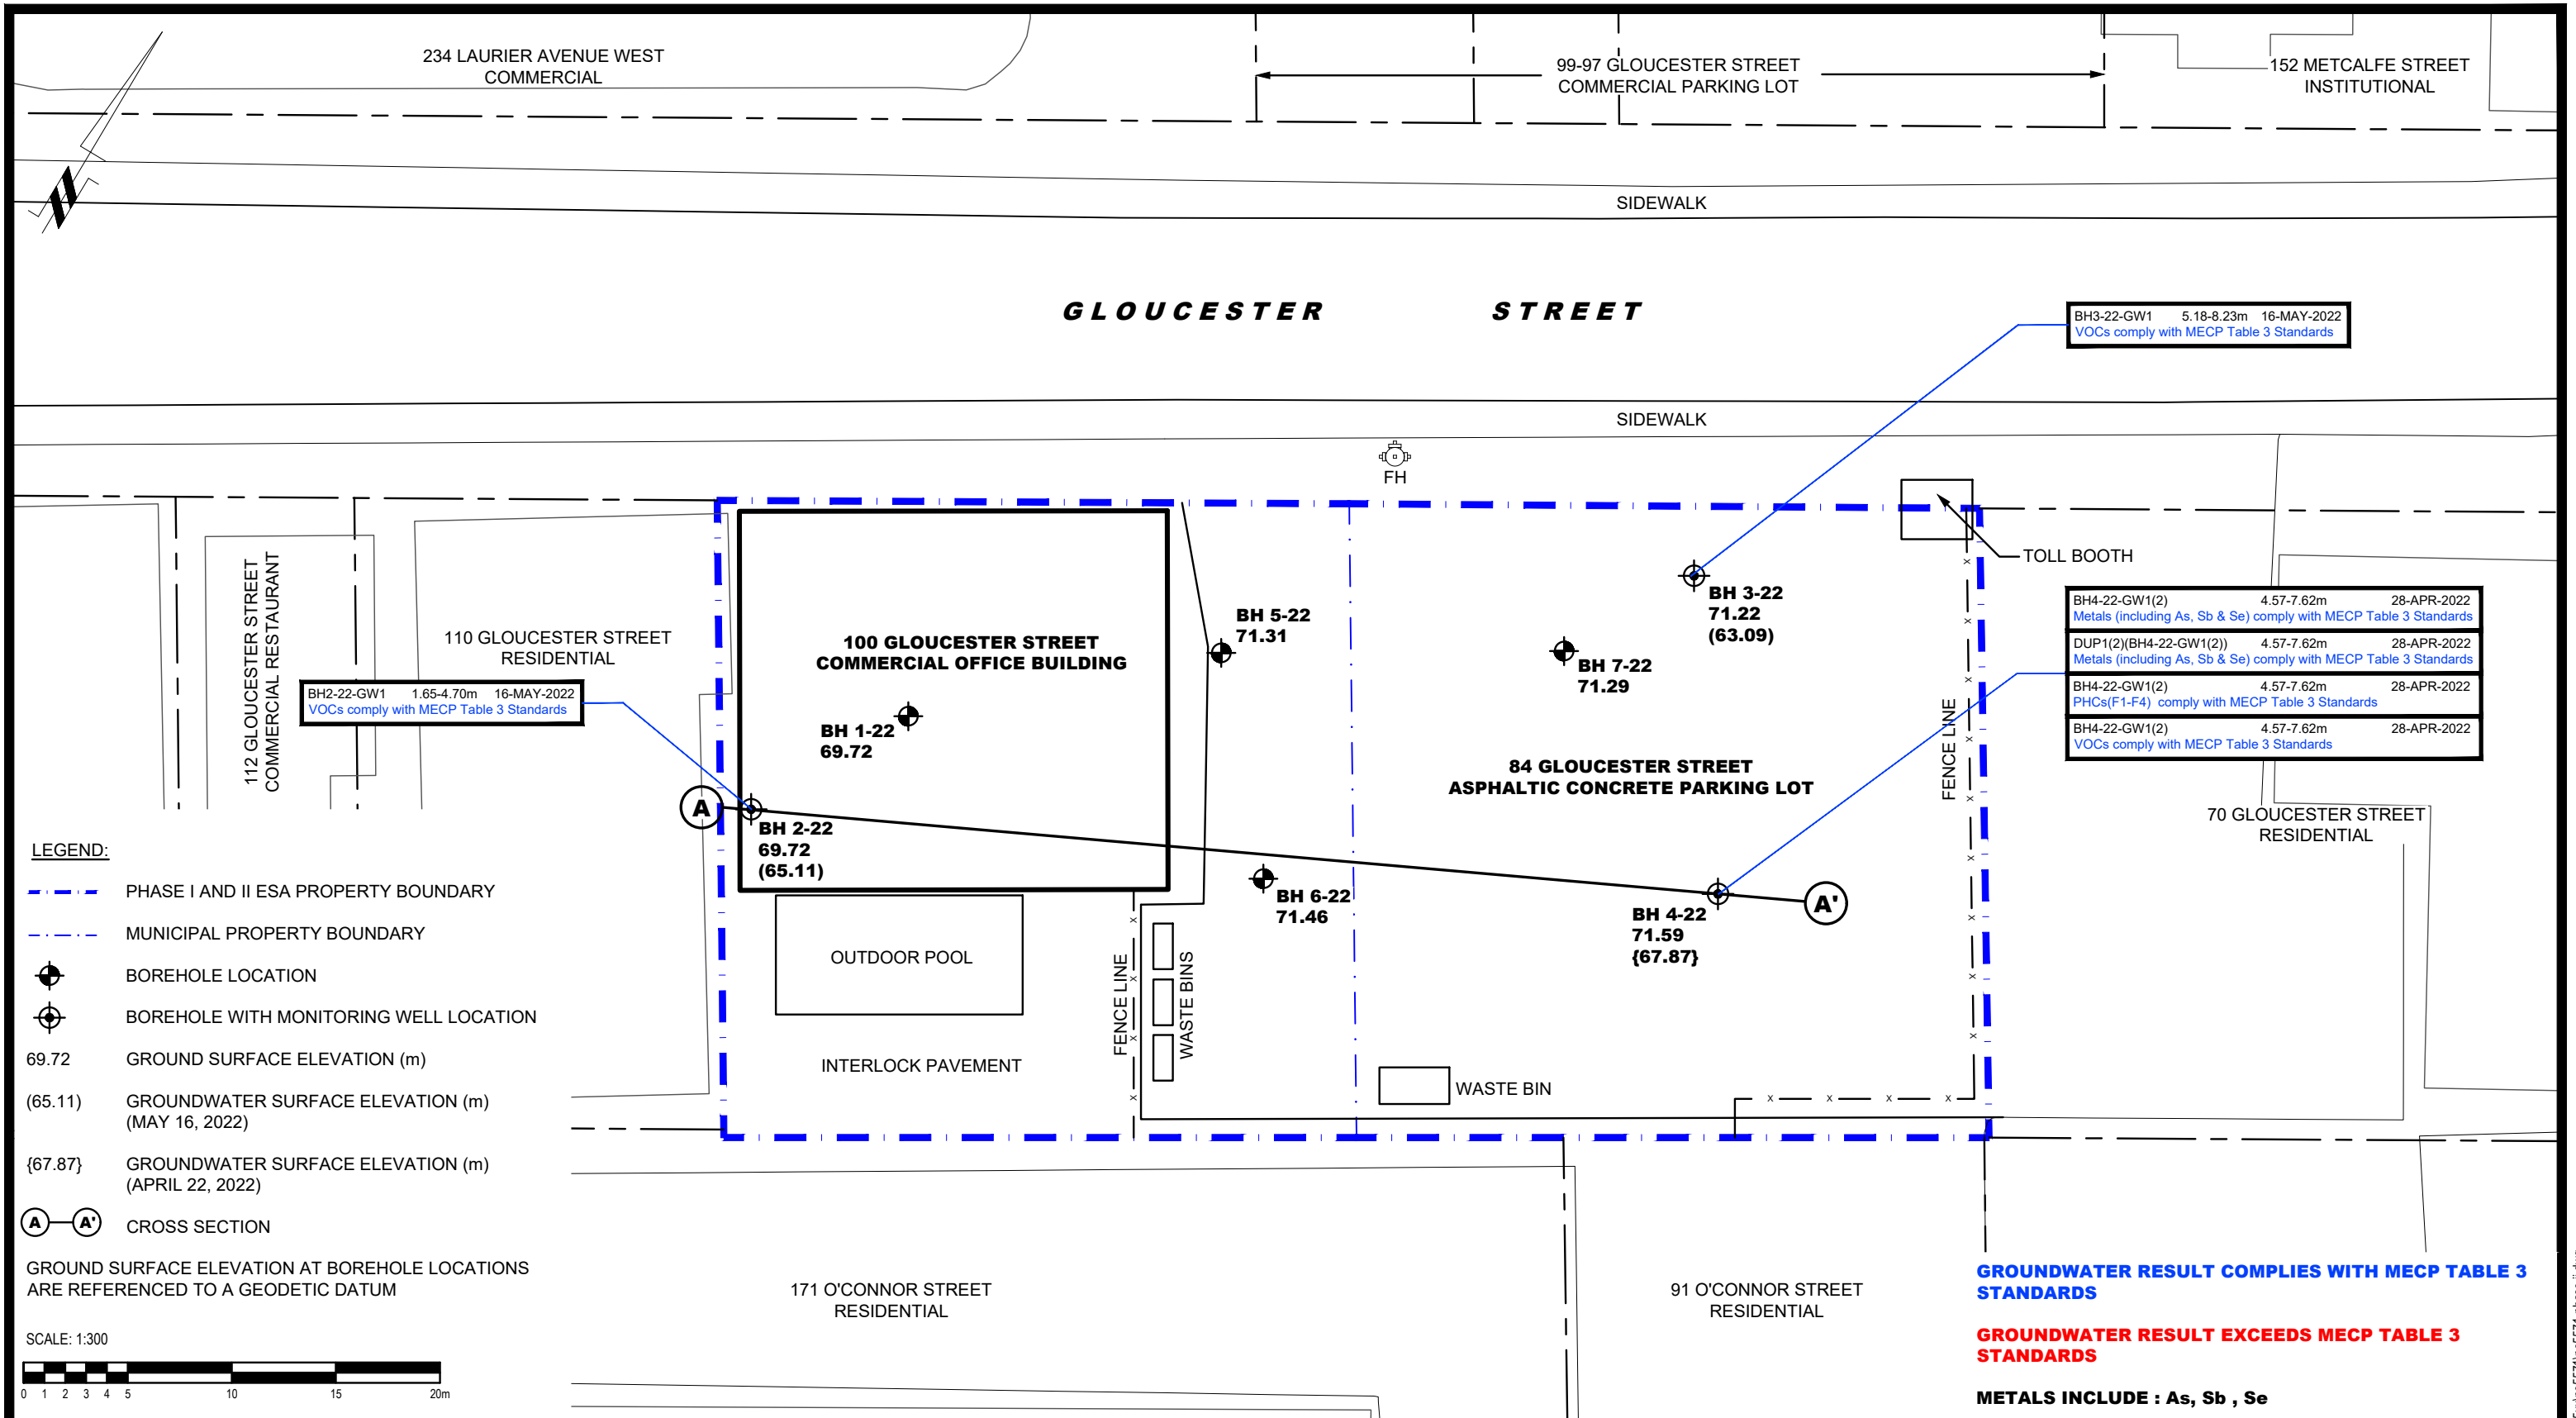 234 LAURIER AVENUE WEST
COMMERCIAL
99-97 GLOUCESTER STREET
COMMERCIAL PARKING LOT
152 METCALFE STREET
INSTITUTIONAL
SIDEWALK
GLOUCESTER STREET
BH3-22-GW1 5.18-8.23m 16-MAY-2022
VOCs comply with MECP Table 3 Standards
SIDEWALK
FH
TOLL BOOTH
112 GLOUCESTER STREET
COMMERCIAL RESTAURANT
110 GLOUCESTER STREET
RESIDENTIAL
BH2-22-GW1 1.65-4.70m 16-MAY-2022
VOCs comply with MECP Table 3 Standards
100 GLOUCESTER STREET
COMMERCIAL OFFICE BUILDING
BH 1-22
69.72
BH 5-22
71.31
BH 3-22
71.22
(63.09)
BH 7-22
71.29
BH4-22-GW1(2) 4.57-7.62m 28-APR-2022
Metals (including As, Sb & Se) comply with MECP Table 3 Standards
DUP1(2)(BH4-22-GW1(2)) 4.57-7.62m 28-APR-2022
Metals (including As, Sb & Se) comply with MECP Table 3 Standards
BH4-22-GW1(2) 4.57-7.62m 28-APR-2022
PHCs(F1-F4) comply with MECP Table 3 Standards
BH4-22-GW1(2) 4.57-7.62m 28-APR-2022
VOCs comply with MECP Table 3 Standards
FENCE LINE
84 GLOUCESTER STREET
ASPHALTIC CONCRETE PARKING LOT
70 GLOUCESTER STREET
RESIDENTIAL
A
BH 2-22
69.72
(65.11)
BH 6-22
71.46
BH 4-22
71.59
{67.87}
A'
OUTDOOR POOL
INTERLOCK PAVEMENT
FENCE LINE
WASTE BINS
WASTE BIN
LEGEND:
PHASE I AND II ESA PROPERTY BOUNDARY
MUNICIPAL PROPERTY BOUNDARY
BOREHOLE LOCATION
BOREHOLE WITH MONITORING WELL LOCATION
69.72 GROUND SURFACE ELEVATION (m)
(65.11) GROUNDWATER SURFACE ELEVATION (m)
(MAY 16, 2022)
{67.87} GROUNDWATER SURFACE ELEVATION (m)
(APRIL 22, 2022)
A A' CROSS SECTION
GROUND SURFACE ELEVATION AT BOREHOLE LOCATIONS
ARE REFERENCED TO A GEODETIC DATUM
SCALE: 1:300
0 1 2 3 4 5 10 15 20m
171 O'CONNOR STREET
RESIDENTIAL
91 O'CONNOR STREET
RESIDENTIAL
GROUNDWATER RESULT COMPLIES WITH MECP TABLE 3
STANDARDS
GROUNDWATER RESULT EXCEEDS MECP TABLE 3
STANDARDS
METALS INCLUDE : As, Sb , Se